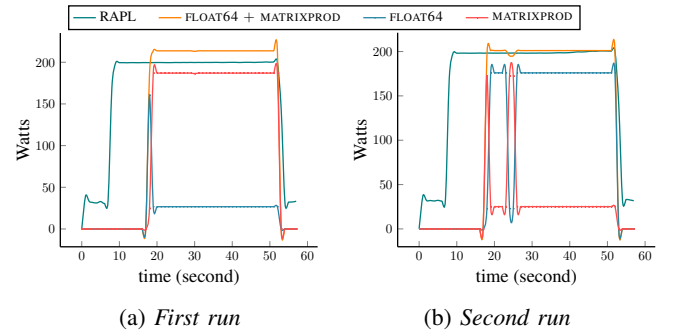 RAPL FLOAT64 + MATRIXPROD FLOAT64 MATRIXPROD
200
150
100
50
0
Watts
0 10 20 30 40 50 60
time (second)
(a) First run
200
150
100
50
0
Watts
0 10 20 30 40 50 60
time (second)
(b) Second run